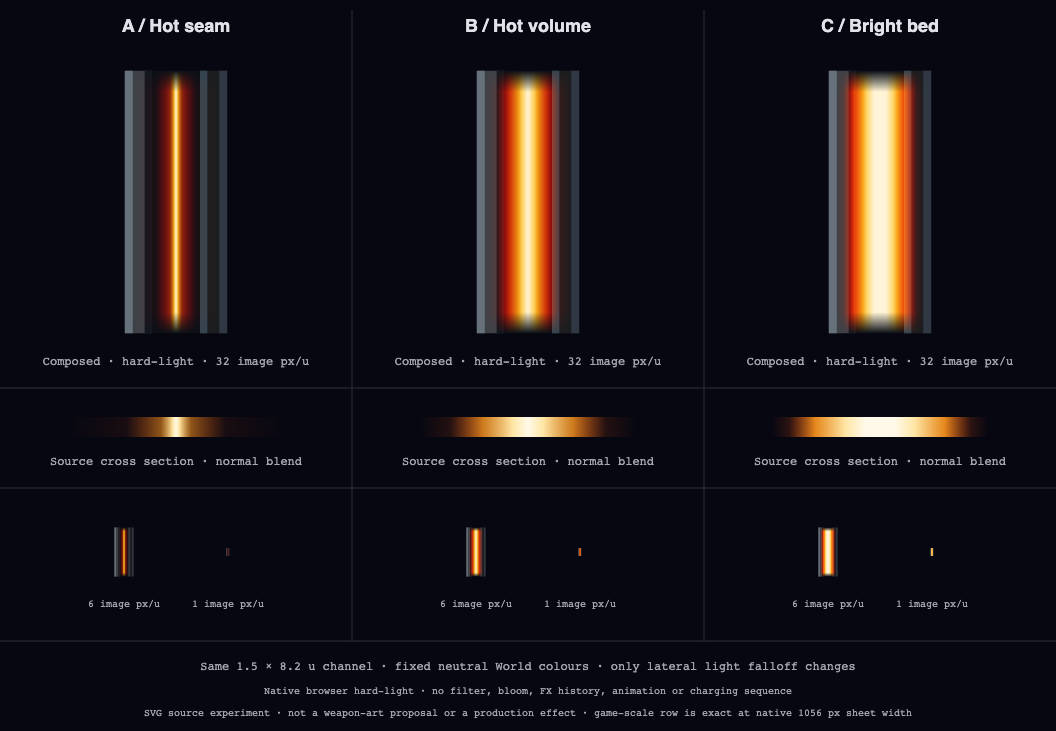 A / Hot seam
B / Hot volume
C / Bright bed
Composed · hard-light · 32 image px/u
Composed · hard-light · 32 image px/u
Composed · hard-light · 32 image px/u
Source cross section · normal blend
Source cross section · normal blend
Source cross section · normal blend
6 image px/u
1 image px/u
6 image px/u
1 image px/u
6 image px/u
1 image px/u
Same 1.5 × 8.2 u channel · fixed neutral World colours · only lateral light falloff changes
Native browser hard-light · no filter, bloom, FX history, animation or charging sequence
SVG source experiment · not a weapon-art proposal or a production effect · game-scale row is exact at native 1056 px sheet width